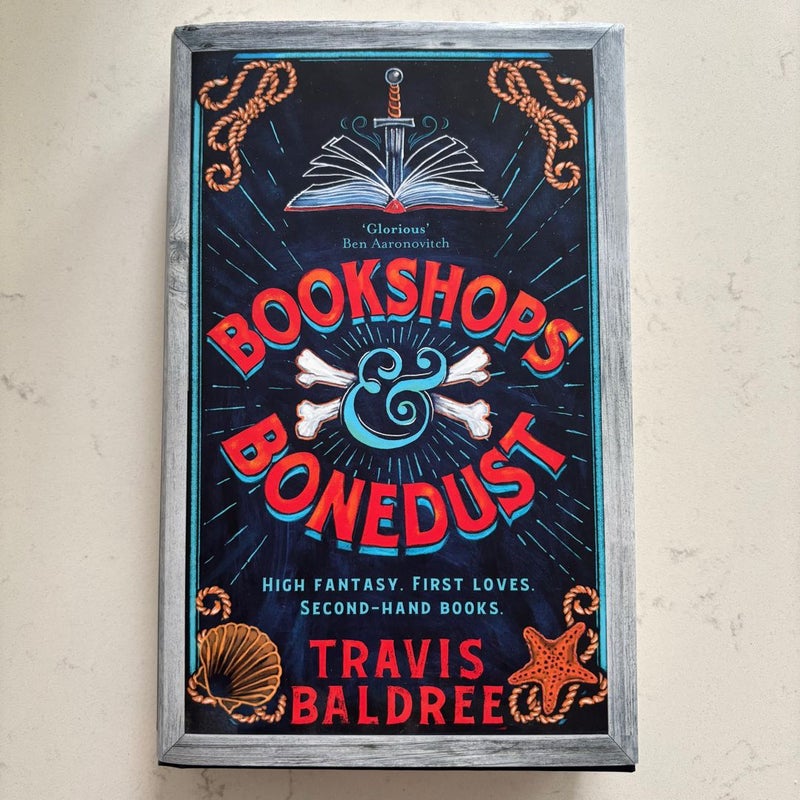 'Glorious'
Ben Aaronovitch
BOOKSHOPS
&
BONEDUST
HIGH FANTASY. FIRST LOVES.
SECOND-HAND BOOKS.
TRAVIS
BALDREE